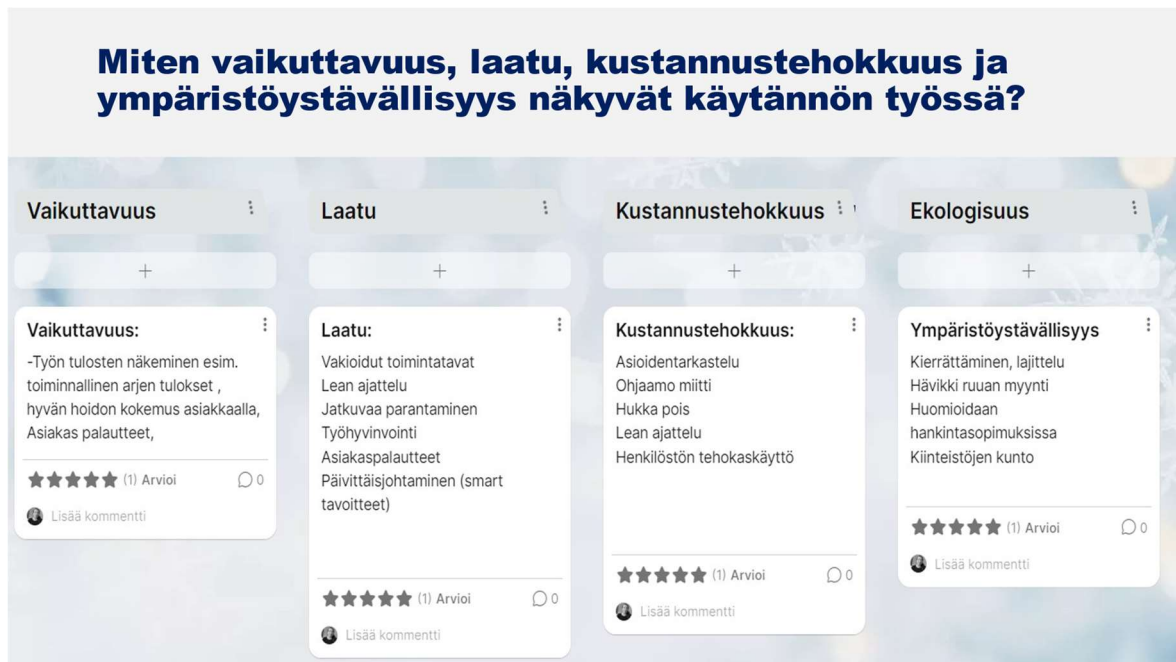 Miten vaikuttavuus, laatu, kustannustehokkuus ja
ympäristöystävällisyys näkyvät käytännön työssä?
Vaikuttavuus
+
Vaikuttavuus:
-Työn tulosten näkeminen esim.
toiminnallinen arjen tulokset ,
hyvän hoidon kokemus asiakkaalla,
Asiakas palautteet,
(1) Arvioi 0
Lisää kommentti
Laatu
+
Laatu:
Vakioidut toimintatavat
Lean ajattelu
Jatkuvaa parantaminen
Työhyvinvointi
Asiakaspalautteet
Päivittäisjohtaminen (smart
tavoitteet)
(1) Arvioi 0
Lisää kommentti
Kustannustehokkuus
+
Kustannustehokkuus:
Asioidentarkastelu
Ohjaamo miitti
Hukka pois
Lean ajattelu
Henkilöstön tehokaskäyttö
(1) Arvioi 0
Lisää kommentti
Ekologisuus
+
Ympäristöystävällisyys
Kierrättäminen, lajittelu
Hävikki ruuan myynti
Huomioidaan
hankintasopimuksissa
Kiinteistöjen kunto
(1) Arvioi 0
Lisää kommentti